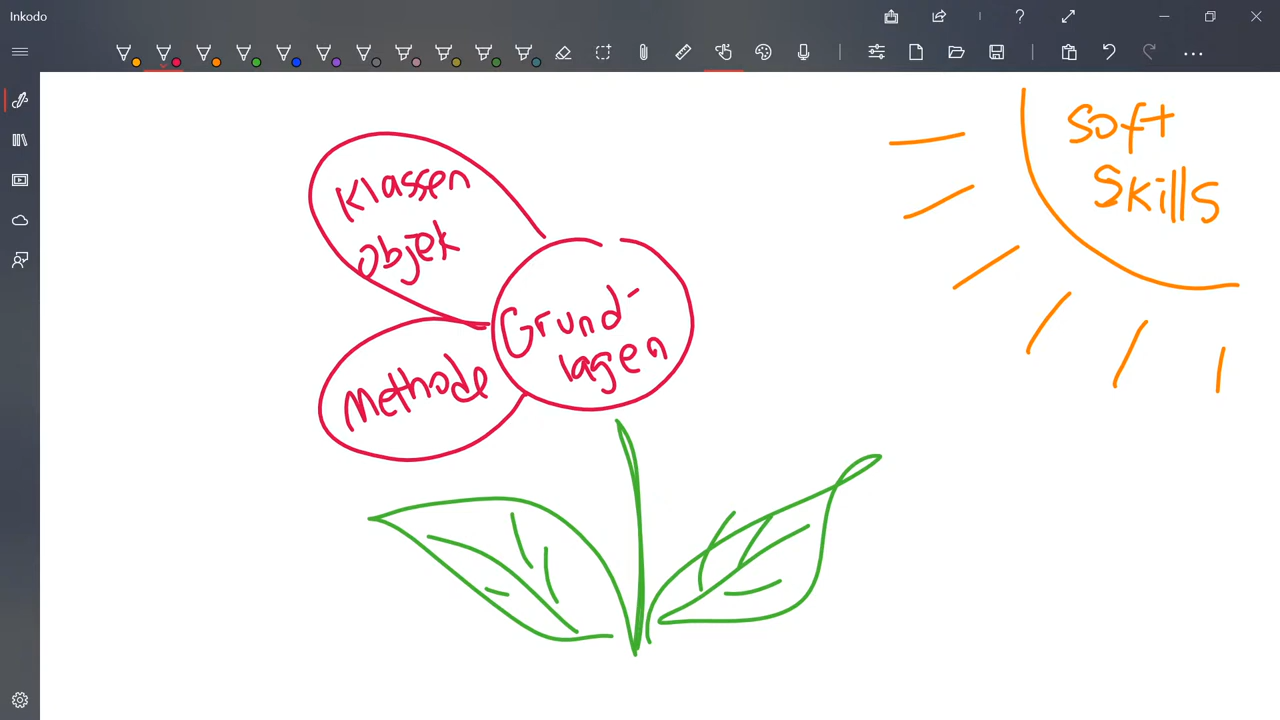 Inkodo
Klassen
objek
Grund-
lagen
Methode
Soft
Skills